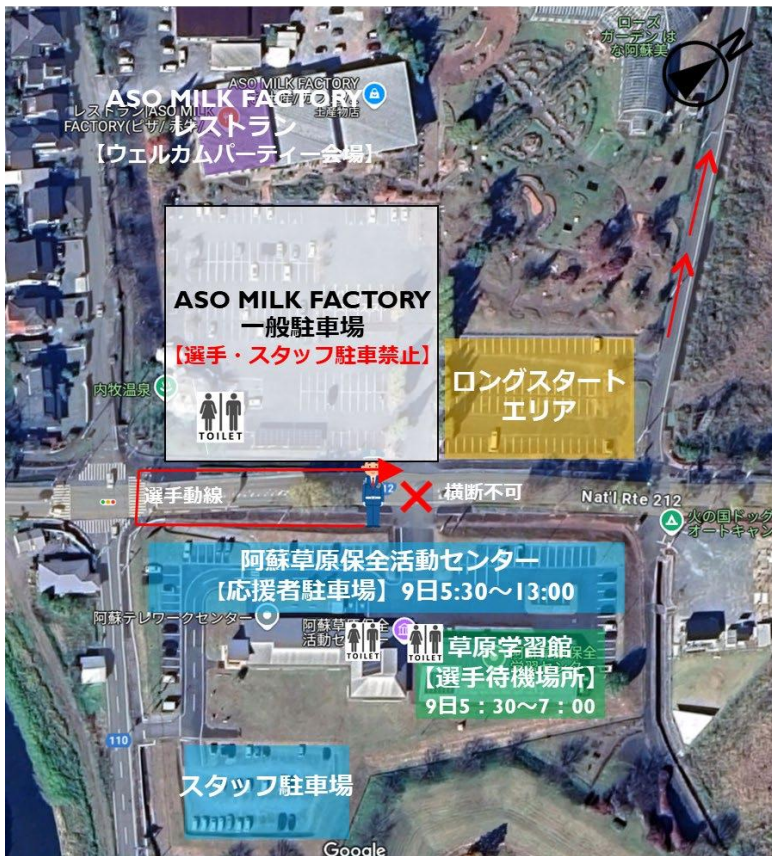 ローズ
ガーデン は
な阿蘇美
N
ASO MILK FACTORY
土産物店
レストラン|ASO MILK
FACTORY(ピザ/ 赤牛/
ASO MILK FACTORY
レストラン
【ウェルカムパーティー会場】
ASO MILK FACTORY
一般駐車場
【選手・スタッフ駐車禁止】
内牧温泉
TOILET
ロングスタート
エリア
選手動線
12
横断不可
Nat'l Rte 212
火の国ドッグ
オートキャン
阿蘇草原保全活動センター
【応援者駐車場】9日5:30～13:00
阿蘇テレワークセンター
阿蘇草原保全
活動セ
TOILET
TOILET
草原学習館
【選手待機場所】
9日5：30～7：00
110
スタッフ駐車場
Google